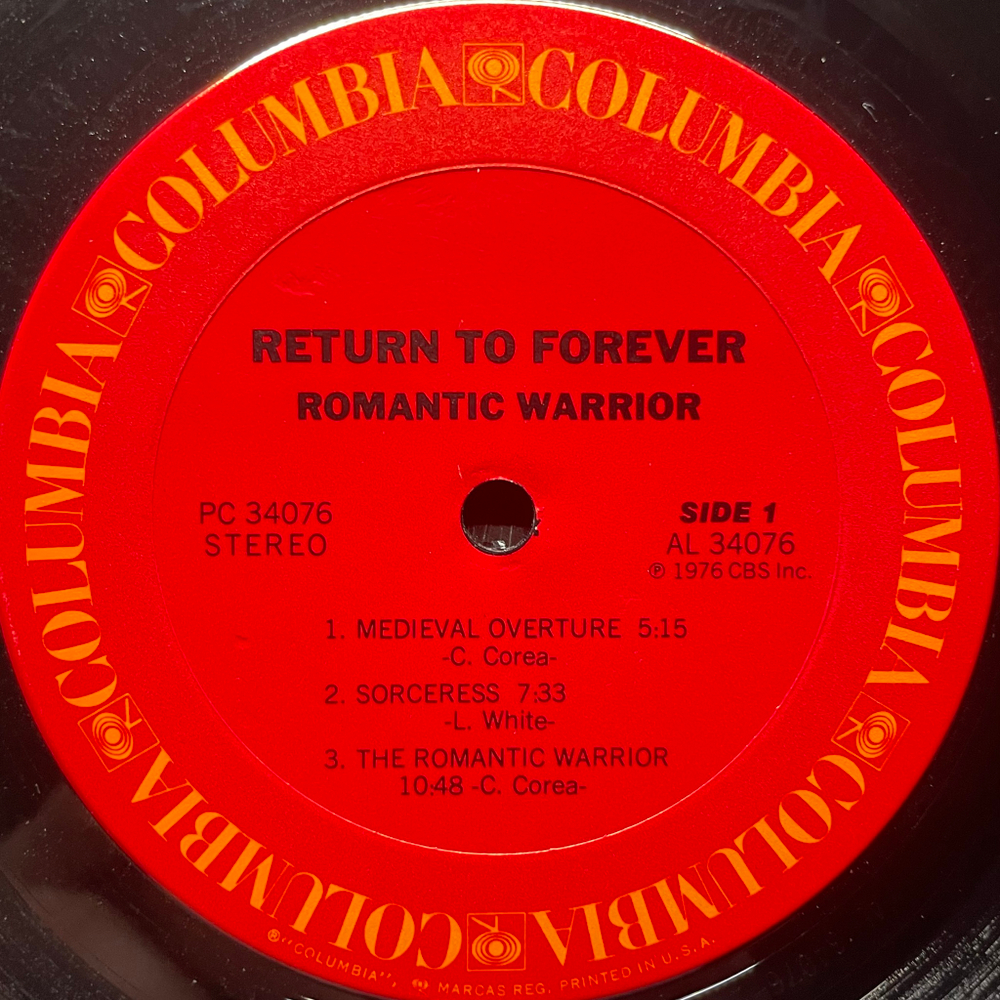 COLUMBIA COLUMBIA COLUMBIA COLUMBIA COLUMBIA COLUMBIA
RETURN TO FOREVER
ROMANTIC WARRIOR
PC 34076
STEREO
SIDE 1
AL 34076
℗ 1976 CBS Inc.
1. MEDIEVAL OVERTURE 5:15
-C. Corea-
2. SORCERESS 7:33
-L. White-
3. THE ROMANTIC WARRIOR
10:48 -C. Corea-
® "COLUMBIA", MARCAS REG. PRINTED IN U.S.A.